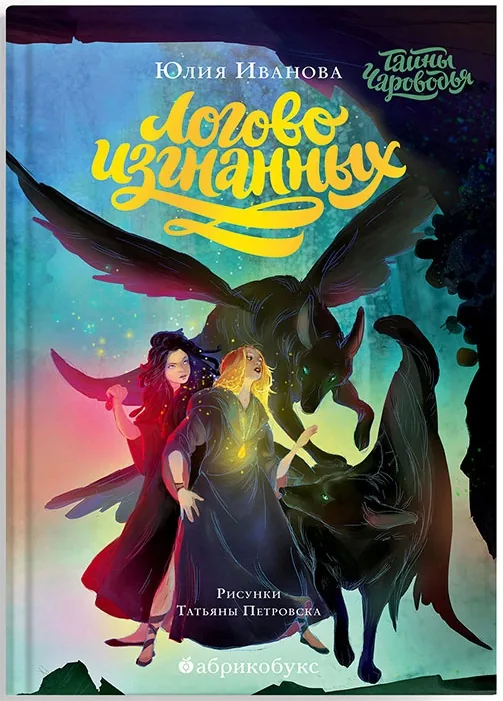 Юлия Иванова
Тайны
Чароводья
Логово
изгнанных
Рисунки
Татьяны Петровска
абрикобукс